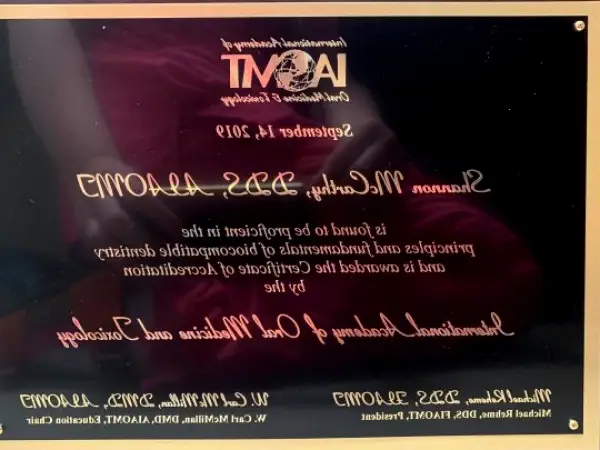 International Academy of
IAOMT
Oral Medicine & Toxicology
September 14, 2019
Shannon McCarthy, DDS, AIAOMT
is found to be proficient in the
principles and fundamentals of biocompatible dentistry
and is awarded the Certificate of Accreditation
by the
International Academy of Oral Medicine and Toxicology
Michael Rehme, DDS, FIAOMT
Michael Rehme, DDS, FIAOMT, President
W. Carl McMillan, DMD, AIAOMT
W. Carl McMillan, DMD, AIAOMT, Education Chair